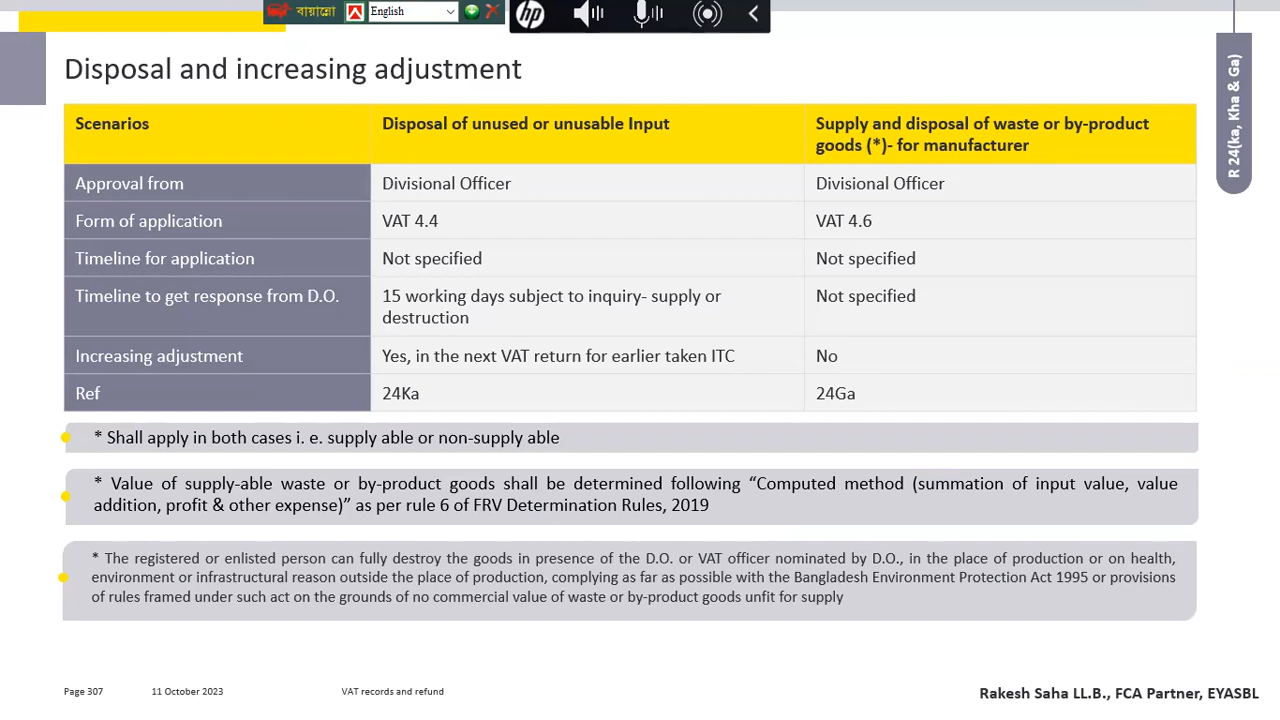 বায়ান্নো English
hp
Disposal and increasing adjustment
R 24(ka, Kha & Ga)
Scenarios
Disposal of unused or unusable Input
Supply and disposal of waste or by-product
goods (*)- for manufacturer
Approval from
Divisional Officer
Divisional Officer
Form of application
VAT 4.4
VAT 4.6
Timeline for application
Not specified
Not specified
Timeline to get response from D.O.
15 working days subject to inquiry- supply or
destruction
Not specified
Increasing adjustment
Yes, in the next VAT return for earlier taken ITC
No
Ref
24Ka
24Ga
* Shall apply in both cases i. e. supply able or non-supply able
* Value of supply-able waste or by-product goods shall be determined following “Computed method (summation of input value, value
addition, profit & other expense)” as per rule 6 of FRV Determination Rules, 2019
* The registered or enlisted person can fully destroy the goods in presence of the D.O. or VAT officer nominated by D.O., in the place of production or on health,
environment or infrastructural reason outside the place of production, complying as far as possible with the Bangladesh Environment Protection Act 1995 or provisions
of rules framed under such act on the grounds of no commercial value of waste or by-product goods unfit for supply
Page 307
11 October 2023
VAT records and refund
Rakesh Saha LL.B., FCA Partner, EYASBL